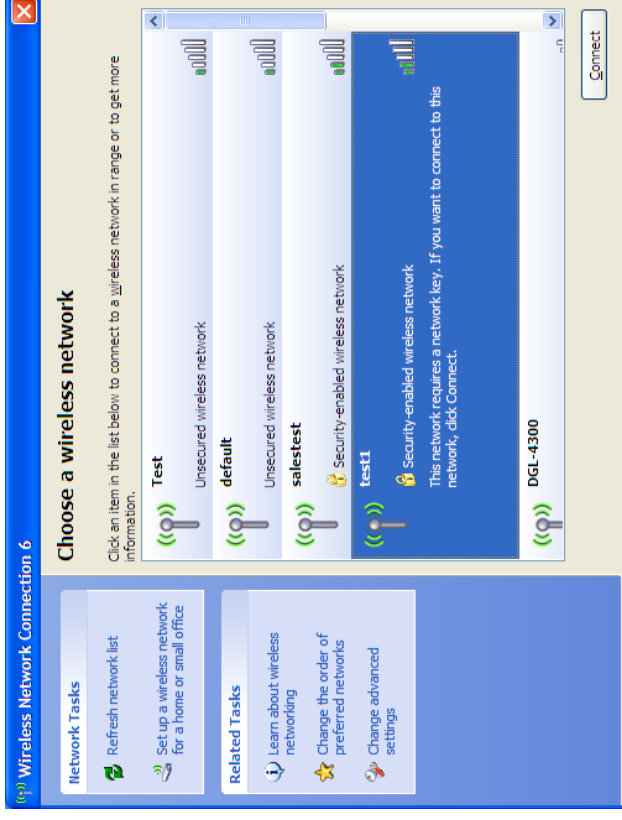 Wireless Network Connection 6
Network Tasks
Refresh network list
Set up a wireless network
for a home or small office
Related Tasks
Learn about wireless
networking
Change the order of
preferred networks
Change advanced
settings
Choose a wireless network
Click an item in the list below to connect to a wireless network in range or to get more
information.
Test
Unsecured wireless network
default
Unsecured wireless network
salestest
Security-enabled wireless network
test1
Security-enabled wireless network
This network requires a network key. If you want to connect to this
network, click Connect.
DGL-4300
Connect